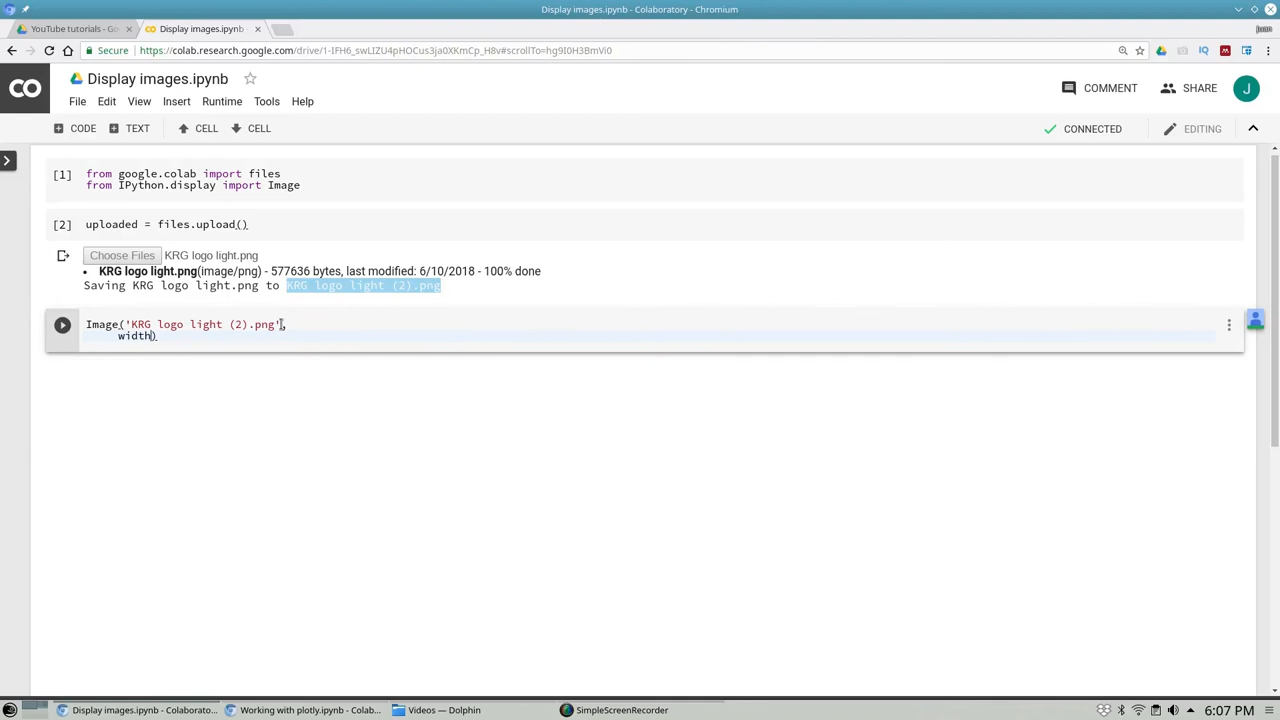 Display images.ipynb - Colaboratory - Chromium
YouTube tutorials - Go
Display images.ipynb
juan
Secure
https://colab.research.google.com/drive/1-IFH6_swLIZU4pHOCus3ja0XKmCp_H8v#scrollTo=hg9I0H3BmVi0
CO
Display images.ipynb
File Edit View Insert Runtime Tools Help
COMMENT
SHARE
J
CODE TEXT CELL CELL
CONNECTED
EDITING
[1] from google.colab import files
from IPython.display import Image
[2] uploaded = files.upload()
Choose Files KRG logo light.png
• KRG logo light.png(image/png) - 577636 bytes, last modified: 6/10/2018 - 100% done
Saving KRG logo light.png to KRG logo light (2).png
Image('KRG logo light (2).png',
width)
Display images.ipynb - Colaborato...
Working with plotly.ipynb - Colab...
Videos — Dolphin
SimpleScreenRecorder
6:07 PM